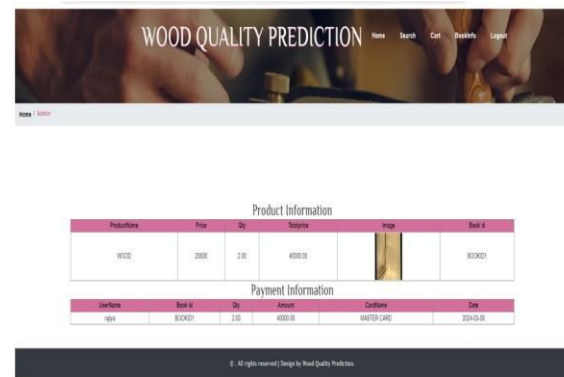 WOOD QUALITY PREDICTION Home Search Cart BookInfo Logout
Home / Admin
Product Information
ProductName Price Qty Totalprice Image Book Id
WOOD 20000 2.00 40000.00 BOOKID1
Payment Information
UserName Book Id Qty Amount CardName Date
BOOKID1 2.00 40000.00 MASTER CARD 2024-03-08
© . All rights reserved | Design by Wood Quality Prediction.